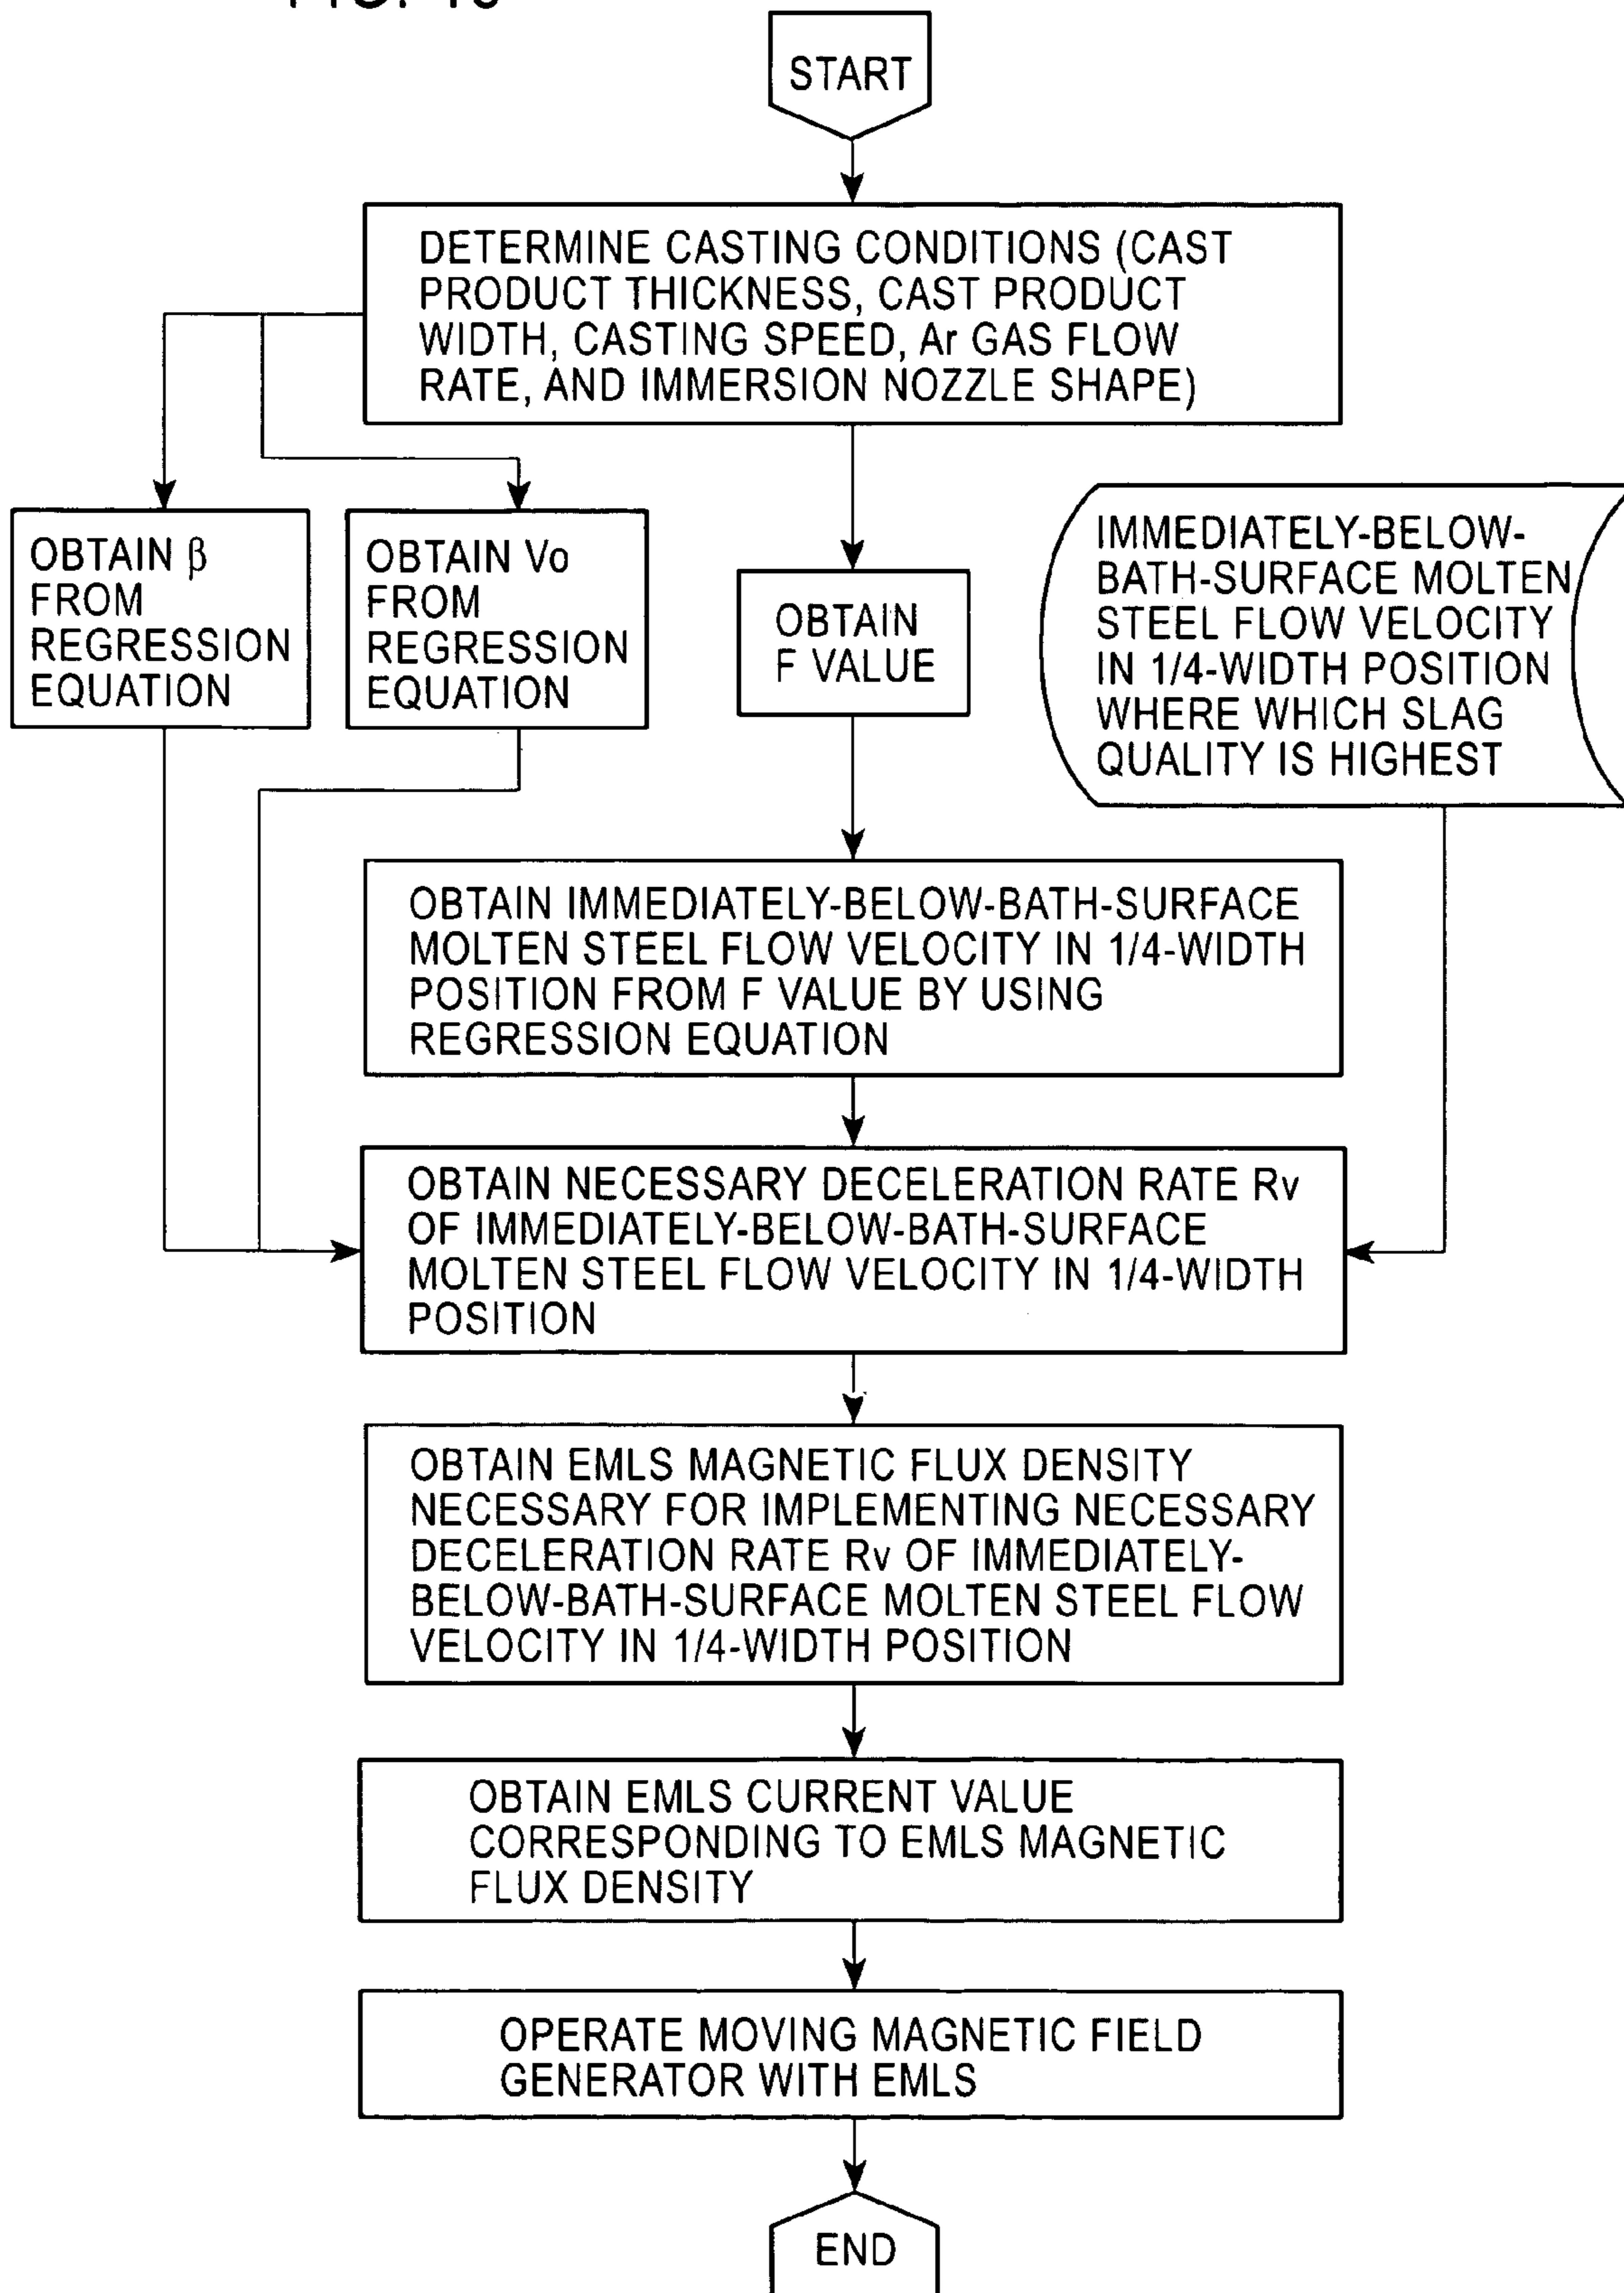 START
DETERMINE CASTING CONDITIONS (CAST
PRODUCT THICKNESS, CAST PRODUCT
WIDTH, CASTING SPEED, Ar GAS FLOW
RATE, AND IMMERSION NOZZLE SHAPE)
OBTAIN β
FROM
REGRESSION
EQUATION
OBTAIN Vo
FROM
REGRESSION
EQUATION
OBTAIN
F VALUE
IMMEDIATELY-BELOW-
BATH-SURFACE MOLTEN
STEEL FLOW VELOCITY
IN 1/4-WIDTH POSITION
WHERE WHICH SLAG
QUALITY IS HIGHEST
OBTAIN IMMEDIATELY-BELOW-BATH-SURFACE
MOLTEN STEEL FLOW VELOCITY IN 1/4-WIDTH
POSITION FROM F VALUE BY USING
REGRESSION EQUATION
OBTAIN NECESSARY DECELERATION RATE Rv
OF IMMEDIATELY-BELOW-BATH-SURFACE
MOLTEN STEEL FLOW VELOCITY IN 1/4-WIDTH
POSITION
OBTAIN EMLS MAGNETIC FLUX DENSITY
NECESSARY FOR IMPLEMENTING NECESSARY
DECELERATION RATE Rv OF IMMEDIATELY-
BELOW-BATH-SURFACE MOLTEN STEEL FLOW
VELOCITY IN 1/4-WIDTH POSITION
OBTAIN EMLS CURRENT VALUE
CORRESPONDING TO EMLS MAGNETIC
FLUX DENSITY
OPERATE MOVING MAGNETIC FIELD
GENERATOR WITH EMLS
END